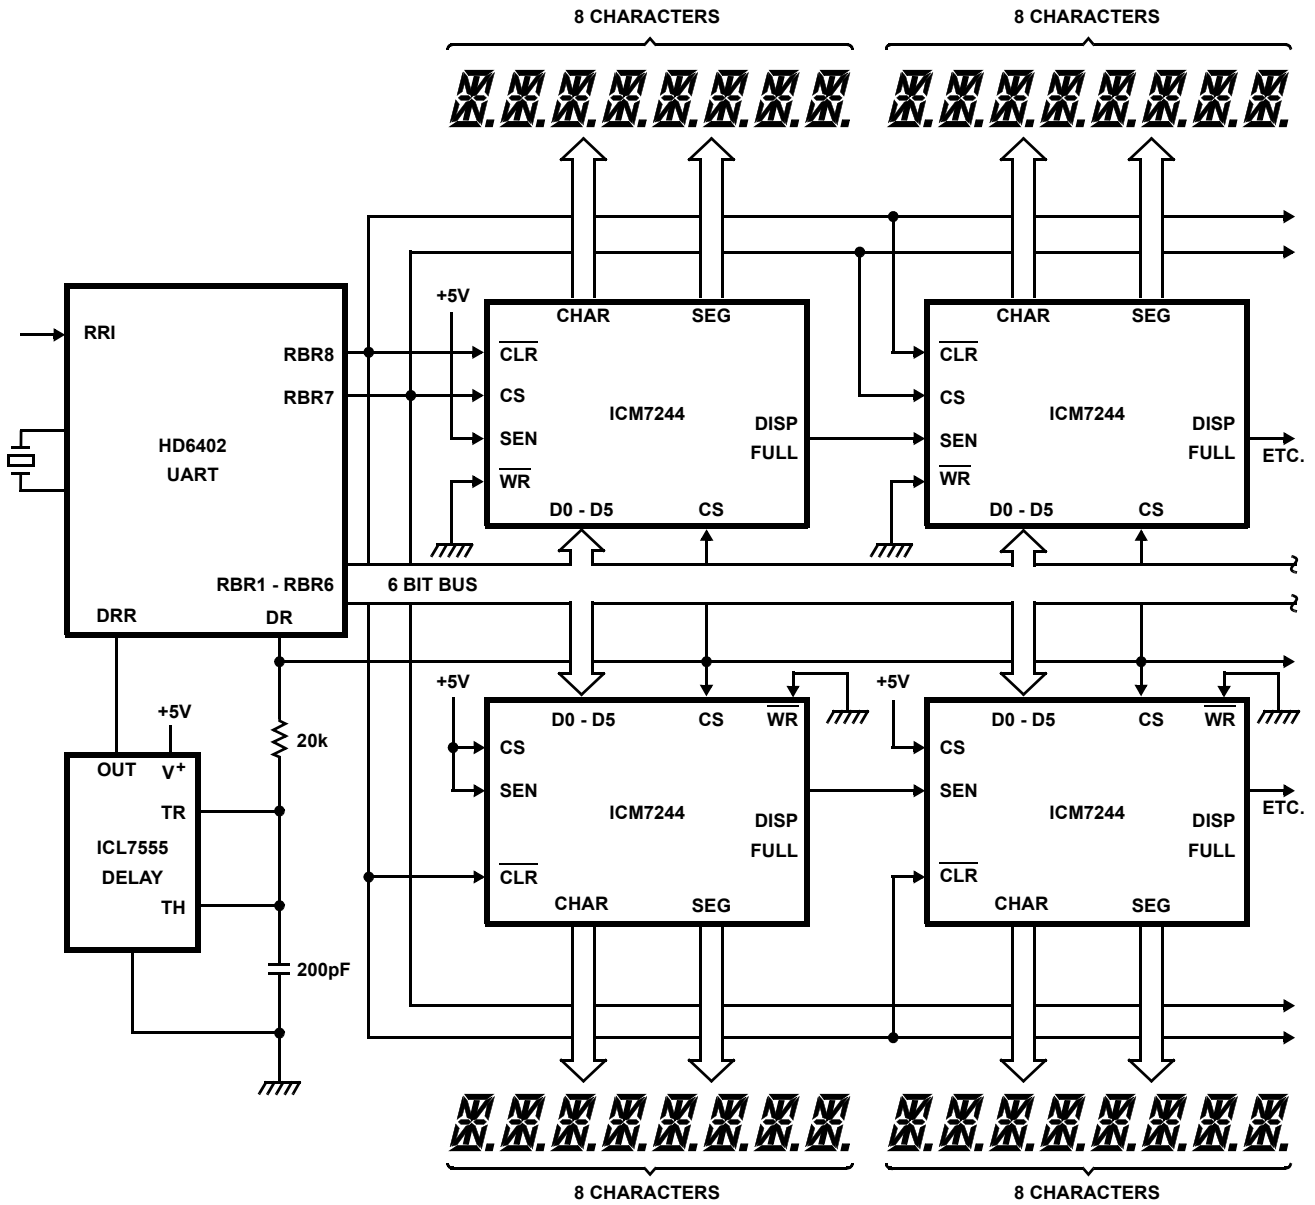 8 CHARACTERS
8 CHARACTERS
+5V
CHAR SEG
CLR
CS
SEN
WR
ICM7244
DISP
FULL
D0 - D5 CS
CHAR SEG
CLR
CS
SEN
WR
ICM7244
DISP
FULL
D0 - D5 CS
ETC.
RRI
RBR8
RBR7
HD6402
UART
RBR1 - RBR6
DRR DR
6 BIT BUS
+5V
20k
OUT V+
TR
ICL7555
DELAY
TH
200pF
+5V
D0 - D5 CS WR
CS
SEN
ICM7244
DISP
FULL
CLR
CHAR SEG
+5V
D0 - D5 CS WR
CS
SEN
ICM7244
DISP
FULL
CLR
CHAR SEG
ETC.
8 CHARACTERS
8 CHARACTERS